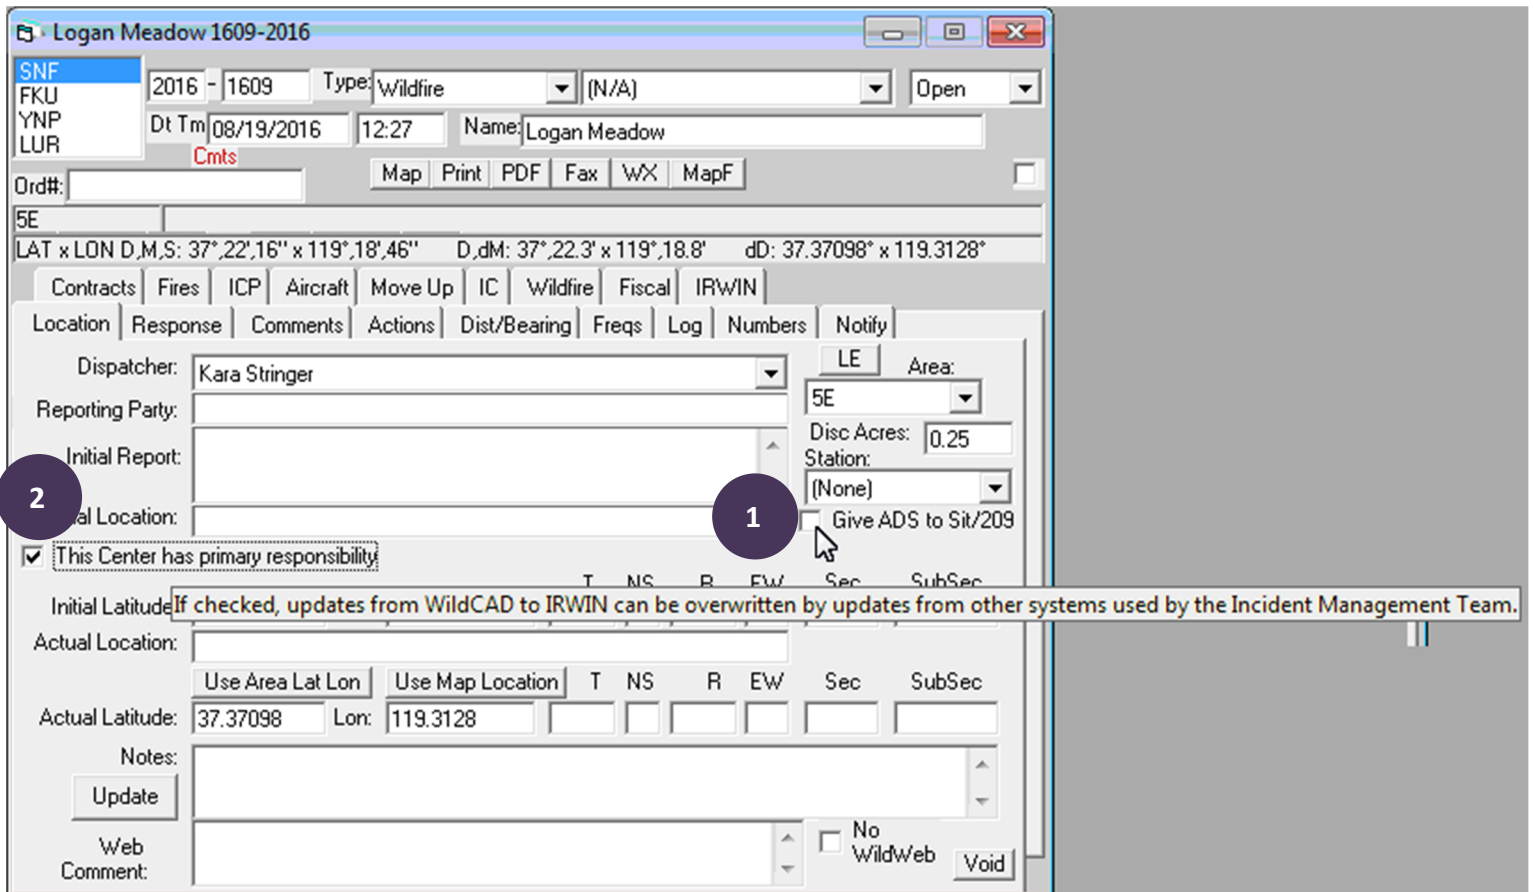 Logan Meadow 1609-2016
SNF
FKU
YNP
LUR
2016 - 1609 Type: Wildfire (N/A) Open
Dt Tm 08/19/2016 12:27 Name: Logan Meadow
Cmts
Ord#: Map Print PDF Fax WX MapF
5E
LAT x LON D,M,S: 37°,22',16'' x 119°,18',46'' D,dM: 37°,22.3' x 119°,18.8' dD: 37.37098° x 119.3128°
Contracts Fires ICP Aircraft Move Up IC Wildfire Fiscal IRWIN
Location Response Comments Actions Dist/Bearing Freqs Log Numbers Notify
Dispatcher: Kara Stringer LE Area:
Reporting Party: 5E
Disc Acres: 0.25
Initial Report: Station:
(None)
2
1
al Location: Give ADS to Sit/209
This Center has primary responsibility
T NS R EW Sec SubSec
Initial Latitude
If checked, updates from WildCAD to IRWIN can be overwritten by updates from other systems used by the Incident Management Team.
Actual Location:
Use Area Lat Lon Use Map Location T NS R EW Sec SubSec
Actual Latitude: 37.37098 Lon: 119.3128
Notes:
Update
Web Comment:
No WildWeb
Void